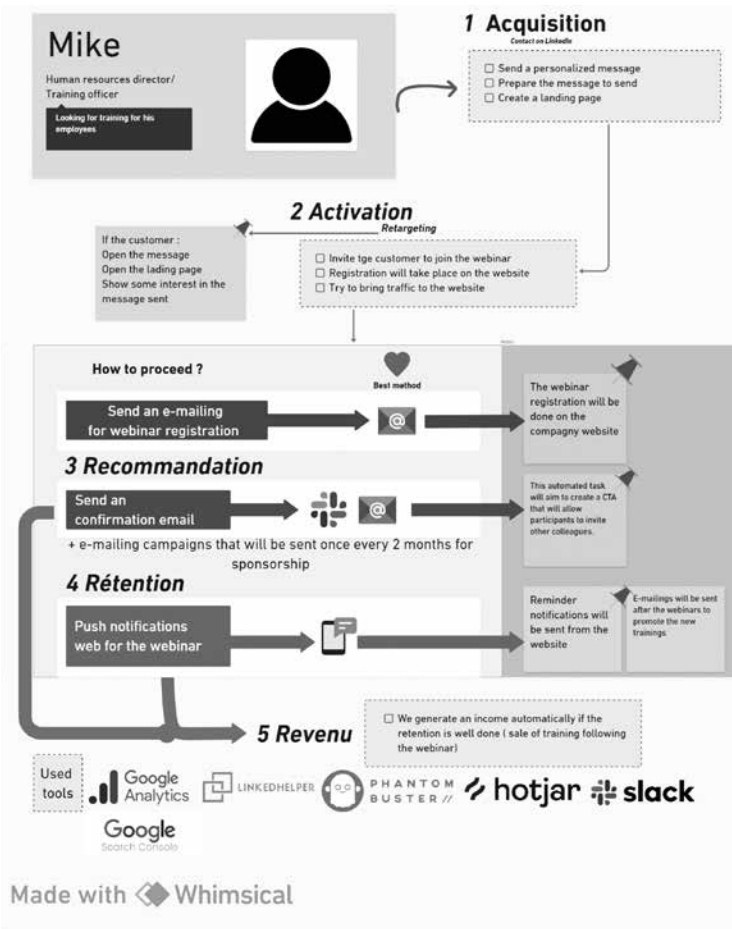 Mike
Human resources director/
Training officer
Looking for training for his
employees
1 Acquisition
Contact on LinkedIn
Send a personalized message
Prepare the message to send
Create a landing page
2 Activation
Retargeting
If the customer :
Open the message
Open the lading page
Show some interest in the
message sent
Invite tge customer to join the webinar
Registration will take place on the website
Try to bring traffic to the website
How to proceed ?
Best method
Send an e-mailing
for webinar registration
@
The webinar
registration will be
done on the
compagny website
3 Recommandation
Send an
confirmation email
@
This automated task
will aim to create a CTA
that will allow
participants to invite
other colleagues.
+ e-mailing campaigns that will be sent once every 2 months for
sponsorship
4 Rétention
Push notifications
web for the webinar
Reminder
notifications will
be sent from the
website
E-mailings will be sent
after the webinars to
promote the new
trainings
5 Revenu
We generate an income automatically if the
retention is well done ( sale of training following
the webinar)
Used
tools
Google
Analytics
LINKEDHELPER
PHANTOM
BUSTER //
hotjar
slack
Google
Search Console
Made with Whimsical